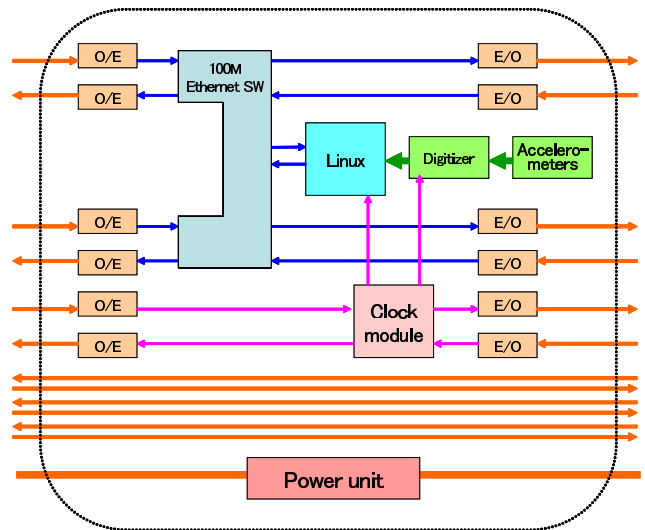 O/E
100M
Ethernet SW
E/O
O/E
E/O
Linux
Digitizer
Accelero-
meters
O/E
E/O
O/E
E/O
O/E
Clock
module
E/O
O/E
E/O
Power unit